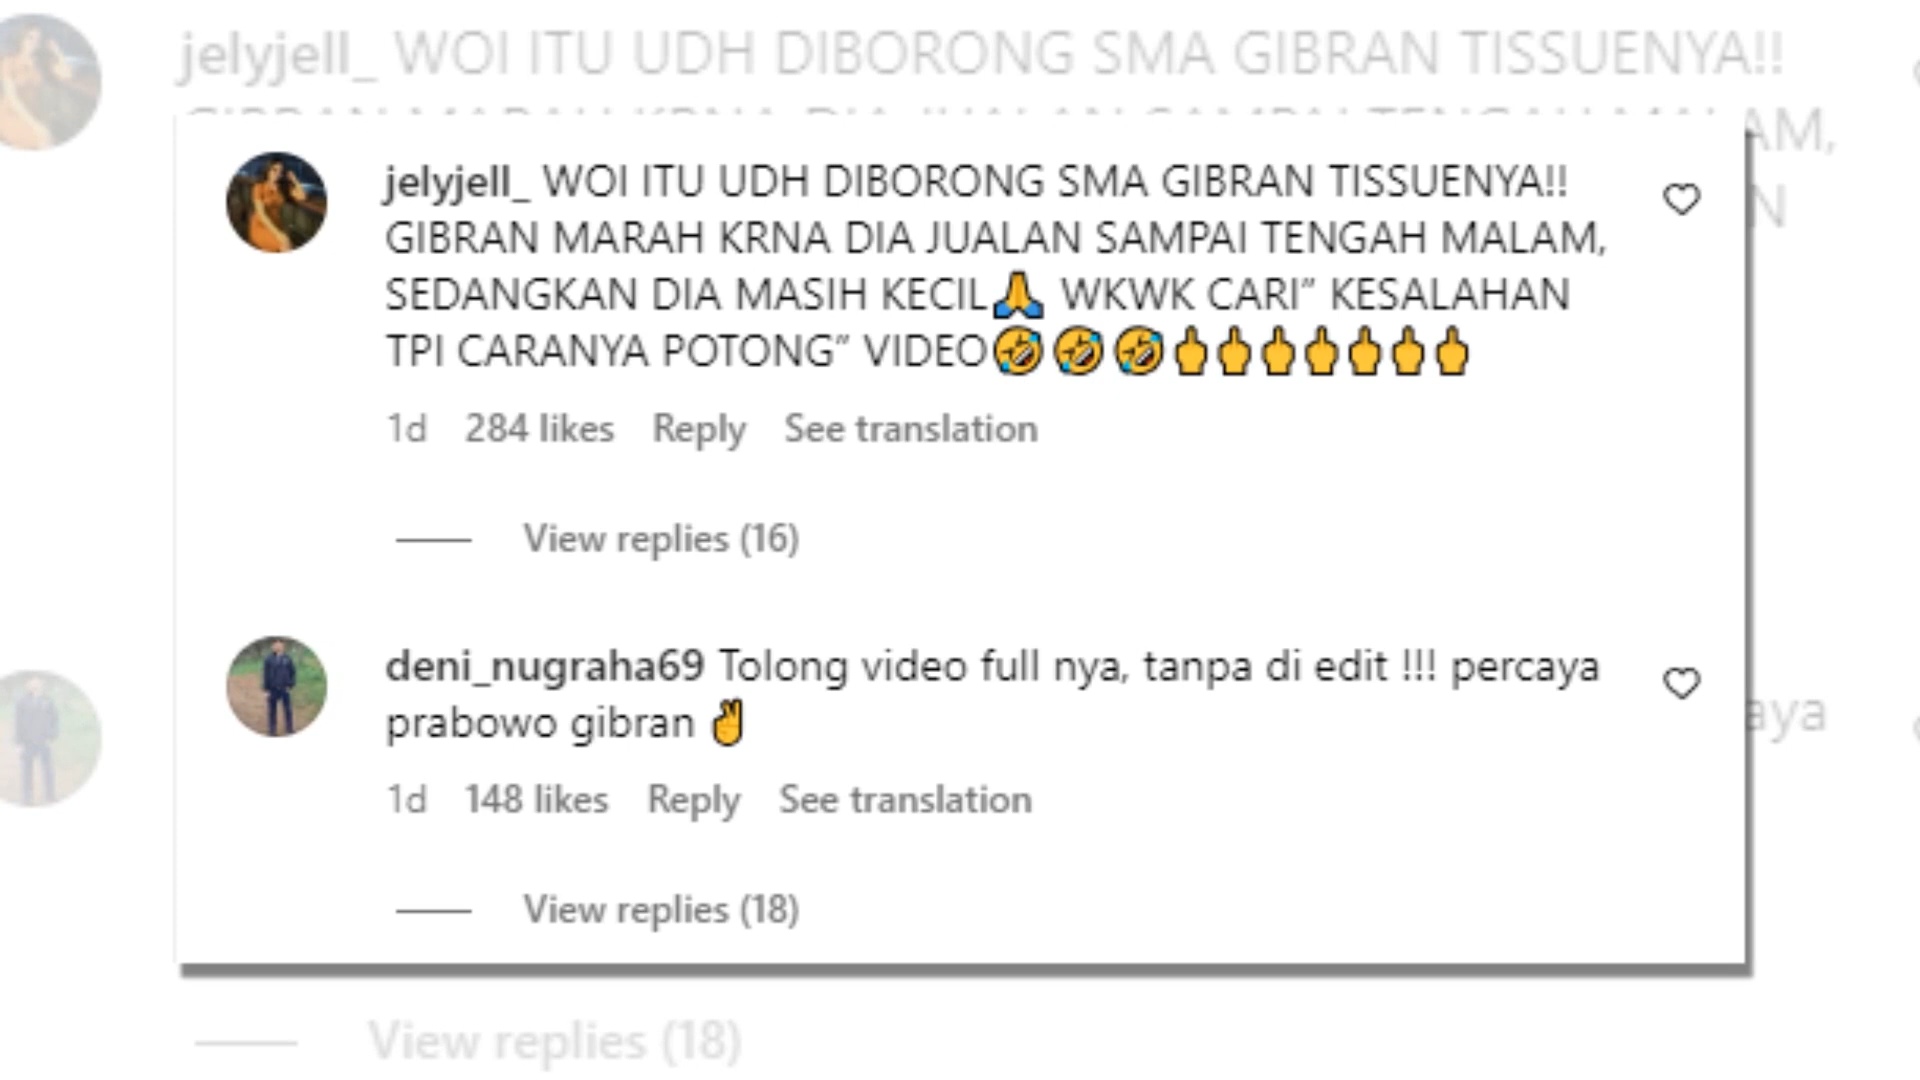 jelyjell_ WOI ITU UDH DIBORONG SMA GIBRAN TISSUENYA!!
AM,
N
jelyjell_ WOI ITU UDH DIBORONG SMA GIBRAN TISSUENYA!!
GIBRAN MARAH KRNA DIA JUALAN SAMPAI TENGAH MALAM,
SEDANGKAN DIA MASIH KECIL🙏 WKWK CARI” KESALAHAN
TPI CARANYA POTONG” VIDEO🤣🤣🤣🖕🖕🖕🖕🖕🖕🖕
1d 284 likes Reply See translation
View replies (16)
deni_nugraha69 Tolong video full nya, tanpa di edit !!! percaya
prabowo gibran ✌
1d 148 likes Reply See translation
View replies (18)
aya
View replies (18)